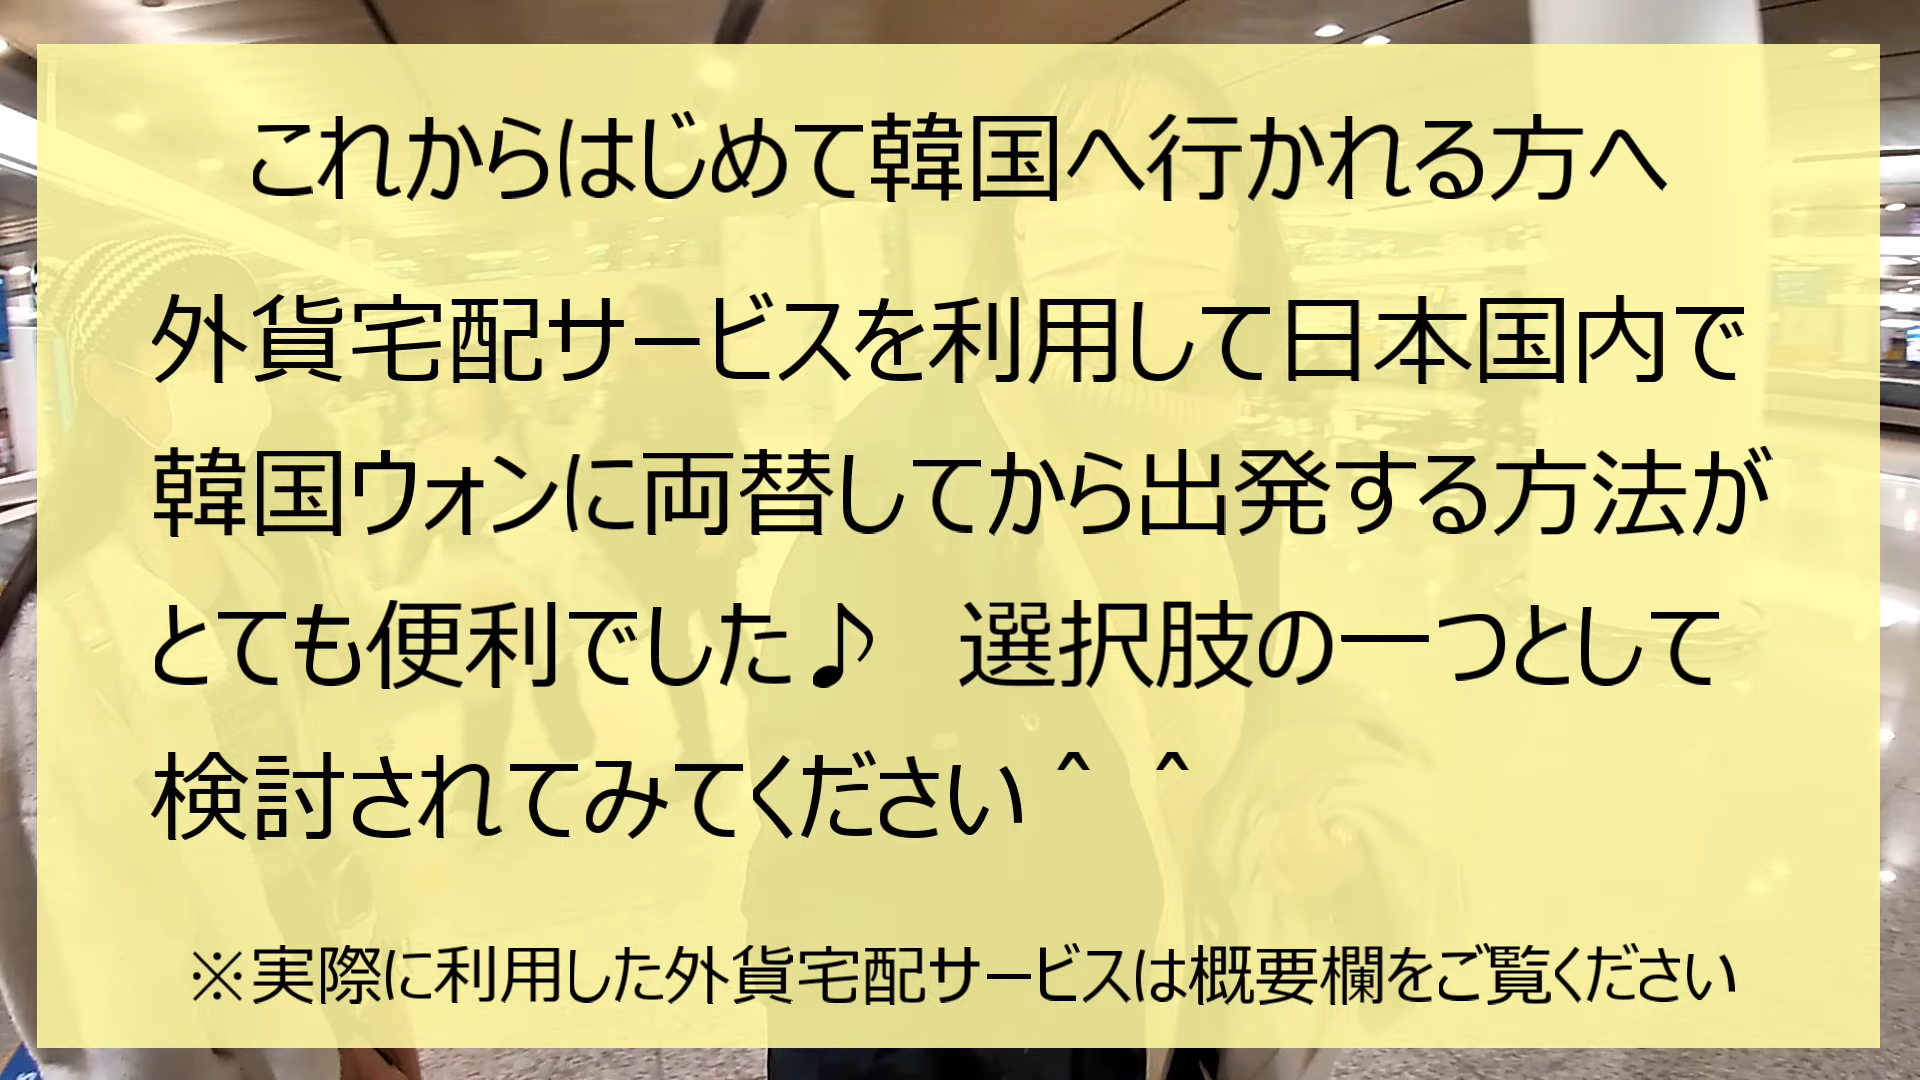 これからはじめて韓国へ行かれる方へ
外貨宅配サービスを利用して日本国内で
韓国ウォンに両替してから出発する方法が
とても便利でした♪　選択肢の一つとして
検討されてみてください＾ ＾
※実際に利用した外貨宅配サービスは概要欄をご覧ください